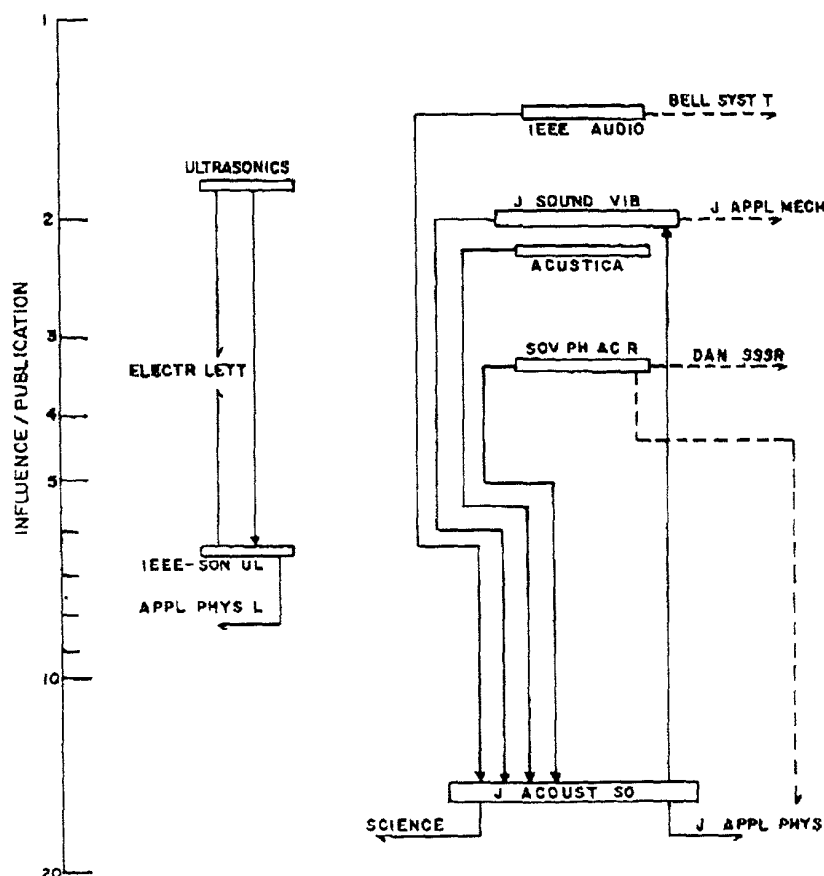 1
BELL SYST T
IEEE AUDIO
ULTRASONICS
J SOUND VIB
J APPL MECH
2
ACUSTICA
INFLUENCE/PUBLICATION
3
SOV PH AC R
DAN SSSR
ELECTR LETT
4
5
IEEE-SON UL
APPL PHYS L
10
J ACOUST SO
SCIENCE
J APPL PHYS
20